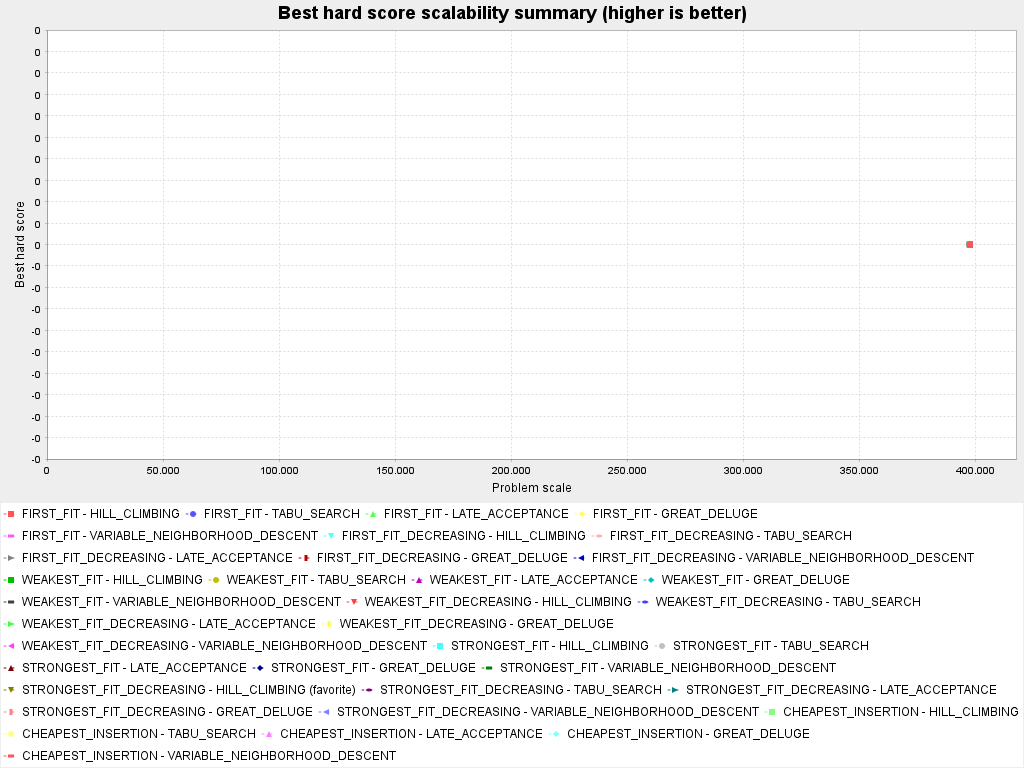 Best hard score scalability summary (higher is better)
Best hard score
0
0
0
0
0
0
0
0
0
0
0
-0
-0
-0
-0
-0
-0
-0
-0
-0
-0
0 50.000 100.000 150.000 200.000 250.000 300.000 350.000 400.000
Problem scale
FIRST_FIT - HILL_CLIMBING FIRST_FIT - TABU_SEARCH FIRST_FIT - LATE_ACCEPTANCE FIRST_FIT - GREAT_DELUGE
FIRST_FIT - VARIABLE_NEIGHBORHOOD_DESCENT FIRST_FIT_DECREASING - HILL_CLIMBING FIRST_FIT_DECREASING - TABU_SEARCH
FIRST_FIT_DECREASING - LATE_ACCEPTANCE FIRST_FIT_DECREASING - GREAT_DELUGE FIRST_FIT_DECREASING - VARIABLE_NEIGHBORHOOD_DESCENT
WEAKEST_FIT - HILL_CLIMBING WEAKEST_FIT - TABU_SEARCH WEAKEST_FIT - LATE_ACCEPTANCE WEAKEST_FIT - GREAT_DELUGE
WEAKEST_FIT - VARIABLE_NEIGHBORHOOD_DESCENT WEAKEST_FIT_DECREASING - HILL_CLIMBING WEAKEST_FIT_DECREASING - TABU_SEARCH
WEAKEST_FIT_DECREASING - LATE_ACCEPTANCE WEAKEST_FIT_DECREASING - GREAT_DELUGE
WEAKEST_FIT_DECREASING - VARIABLE_NEIGHBORHOOD_DESCENT STRONGEST_FIT - HILL_CLIMBING STRONGEST_FIT - TABU_SEARCH
STRONGEST_FIT - LATE_ACCEPTANCE STRONGEST_FIT - GREAT_DELUGE STRONGEST_FIT - VARIABLE_NEIGHBORHOOD_DESCENT
STRONGEST_FIT_DECREASING - HILL_CLIMBING (favorite) STRONGEST_FIT_DECREASING - TABU_SEARCH STRONGEST_FIT_DECREASING - LATE_ACCEPTANCE
STRONGEST_FIT_DECREASING - GREAT_DELUGE STRONGEST_FIT_DECREASING - VARIABLE_NEIGHBORHOOD_DESCENT CHEAPEST_INSERTION - HILL_CLIMBING
CHEAPEST_INSERTION - TABU_SEARCH CHEAPEST_INSERTION - LATE_ACCEPTANCE CHEAPEST_INSERTION - GREAT_DELUGE
CHEAPEST_INSERTION - VARIABLE_NEIGHBORHOOD_DESCENT